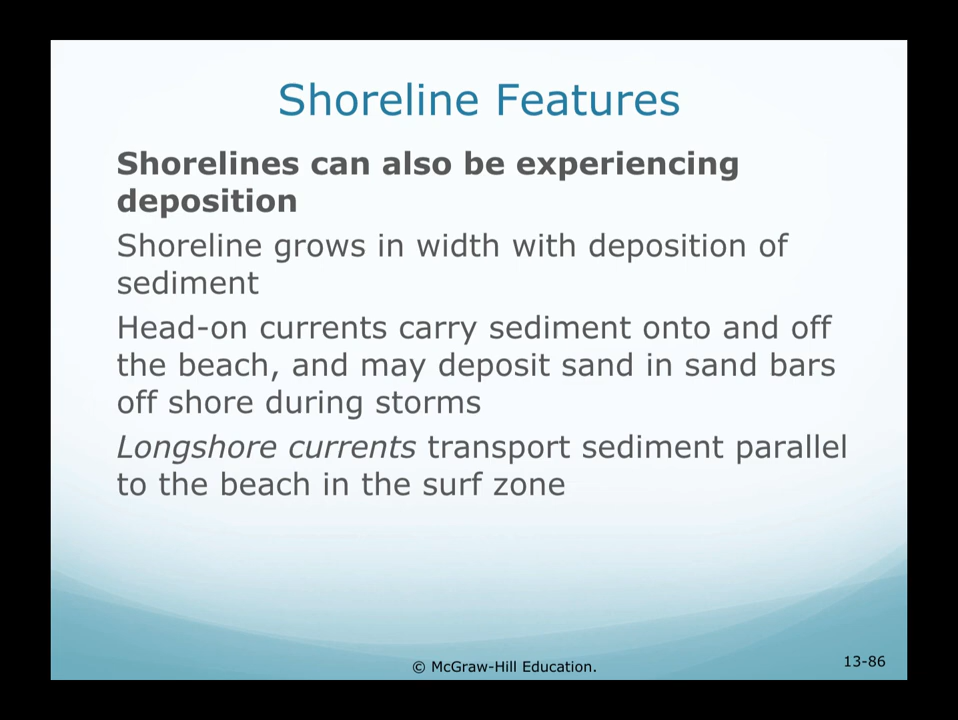 Shoreline Features
Shorelines can also be experiencing
deposition
Shoreline grows in width with deposition of
sediment
Head-on currents carry sediment onto and off
the beach, and may deposit sand in sand bars
off shore during storms
Longshore currents transport sediment parallel
to the beach in the surf zone
© McGraw-Hill Education.
13-86